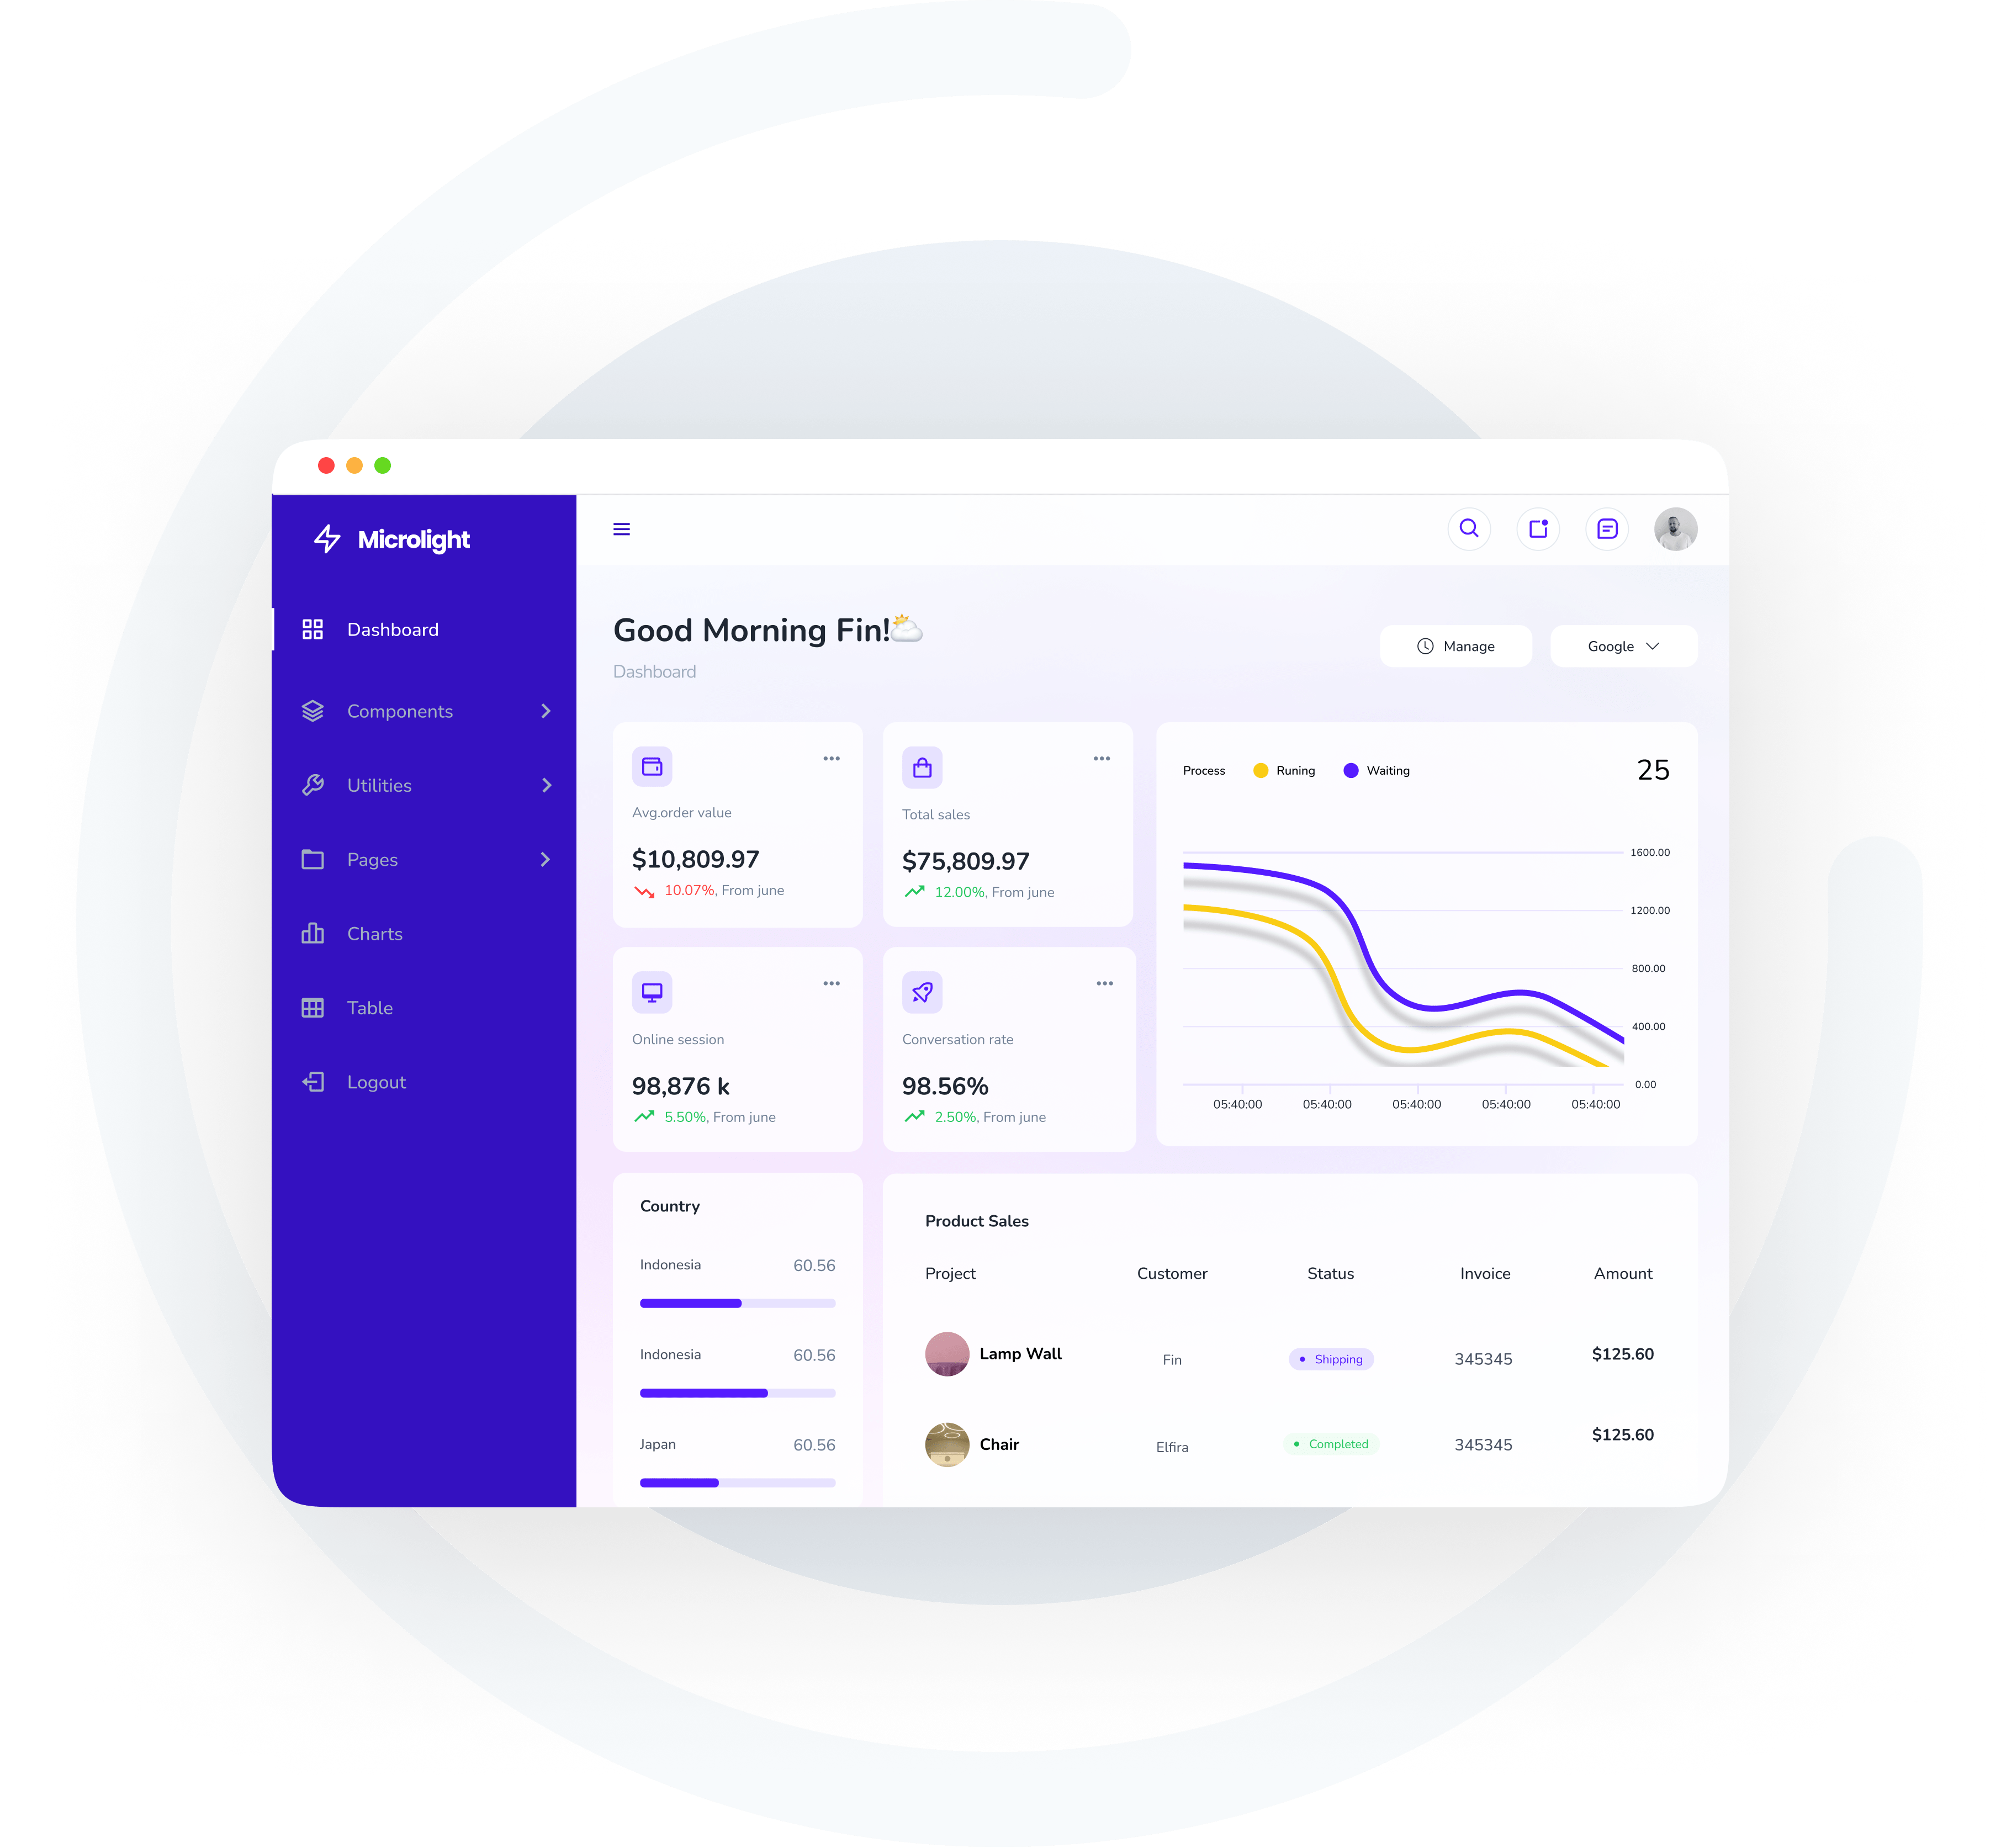 Microlight
Dashboard
Components
Utilities
Pages
Charts
Table
Logout
Good Morning Fin!
Dashboard
Manage
Google
Avg.order value
$10,809.97
10.07%, From june
Total sales
$75,809.97
12.00%, From june
Online session
98,876 k
5.50%, From june
Conversation rate
98.56%
2.50%, From june
Process Runing Waiting 25
1600.00
1200.00
800.00
400.00
0.00
05:40:00 05:40:00 05:40:00 05:40:00 05:40:00
Country
Indonesia 60.56
Indonesia 60.56
Japan 60.56
Product Sales
Project Customer Status Invoice Amount
Lamp Wall Fin Shipping 345345 $125.60
Chair Elfira Completed 345345 $125.60